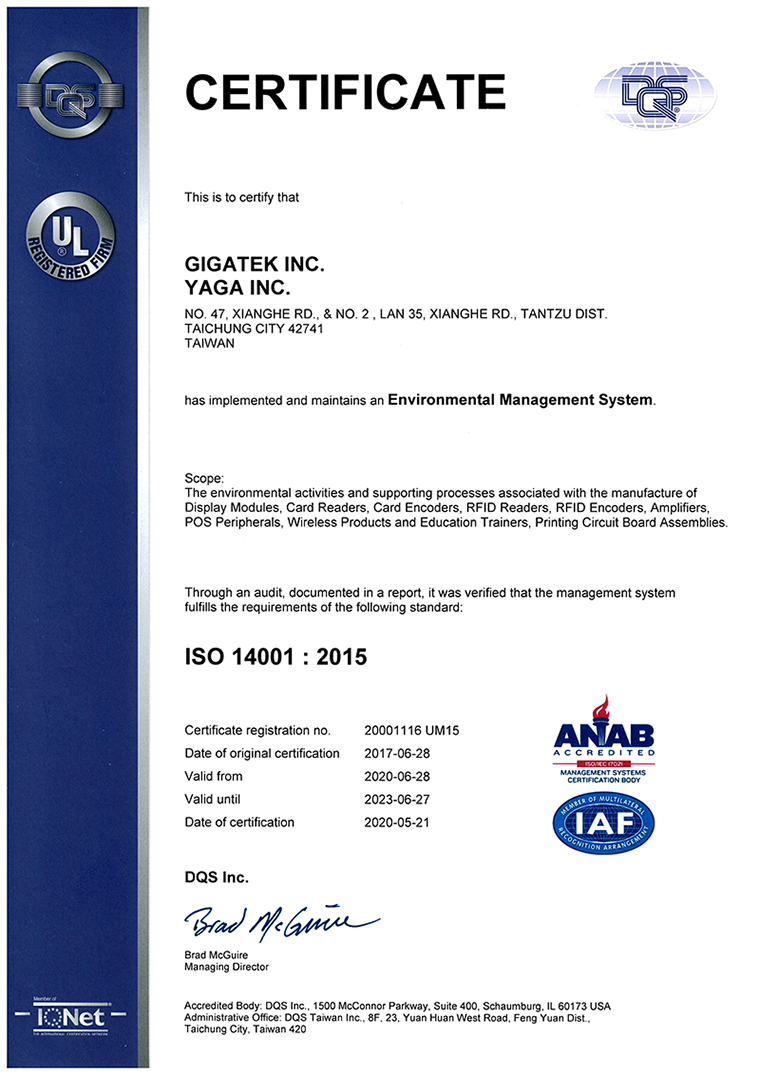 DQS
CERTIFICATE
DQS
®
This is to certify that
UL
®
REGISTERED FIRM
GIGATEK INC.
YAGA INC.
NO. 47, XIANGHE RD., & NO. 2 , LAN 35, XIANGHE RD., TANTZU DIST.
TAICHUNG CITY 42741
TAIWAN
has implemented and maintains an Environmental Management System.
Scope:
The environmental activities and supporting processes associated with the manufacture of
Display Modules, Card Readers, Card Encoders, RFID Readers, RFID Encoders, Amplifiers,
POS Peripherals, Wireless Products and Education Trainers, Printing Circuit Board Assemblies.
Through an audit, documented in a report, it was verified that the management system
fulfills the requirements of the following standard:
ISO 14001 : 2015
Certificate registration no. 20001116 UM15
Date of original certification 2017-06-28
Valid from 2020-06-28
Valid until 2023-06-27
Date of certification 2020-05-21
ANAB
ACCREDITED
ISO/IEC 17021
MANAGEMENT SYSTEMS
CERTIFICATION BODY
MEMBER OF MULTILATERAL
IAF
RECOGNITION ARRANGEMENT
DQS Inc.
Brad McGuire
Brad McGuire
Managing Director
Member of
IQNet
THE INTERNATIONAL CERTIFICATION NETWORK
Accredited Body: DQS Inc., 1500 McConnor Parkway, Suite 400, Schaumburg, IL 60173 USA
Administrative Office: DQS Taiwan Inc., 8F, 23, Yuan Huan West Road, Feng Yuan Dist.,
Taichung City, Taiwan 420